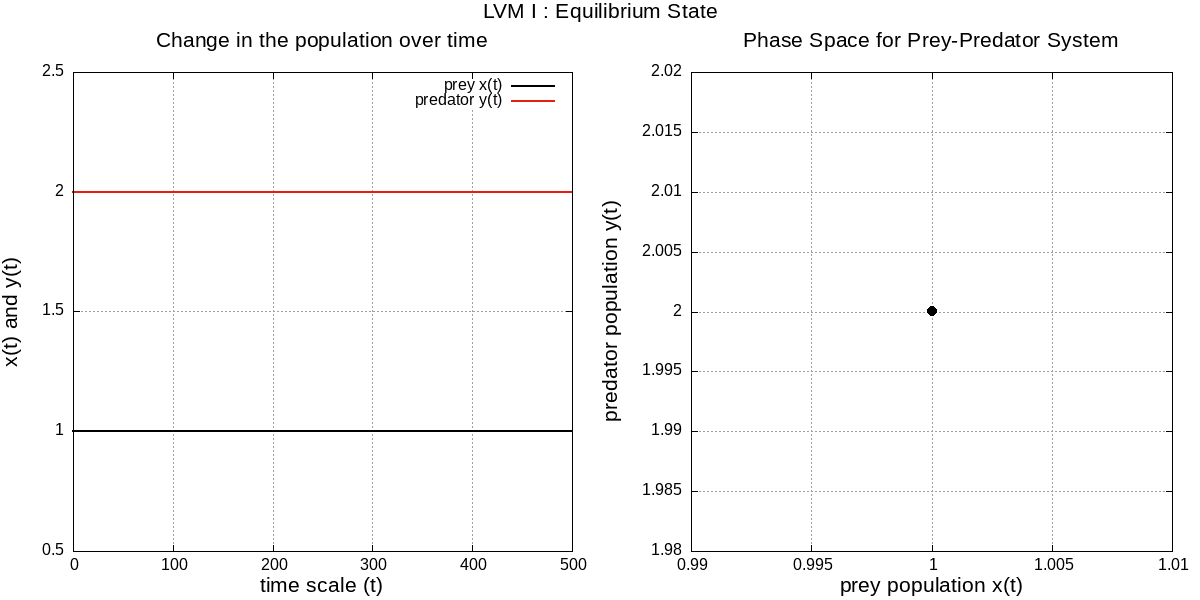 LVM I : Equilibrium State
Change in the population over time
prey x(t)
predator y(t)
2.5
2
1.5
1
0.5
x(t) and y(t)
0 100 200 300 400 500
time scale (t)
Phase Space for Prey-Predator System
2.02
2.015
2.01
2.005
2
1.995
1.99
1.985
1.98
predator population y(t)
0.99 0.995 1 1.005 1.01
prey population x(t)